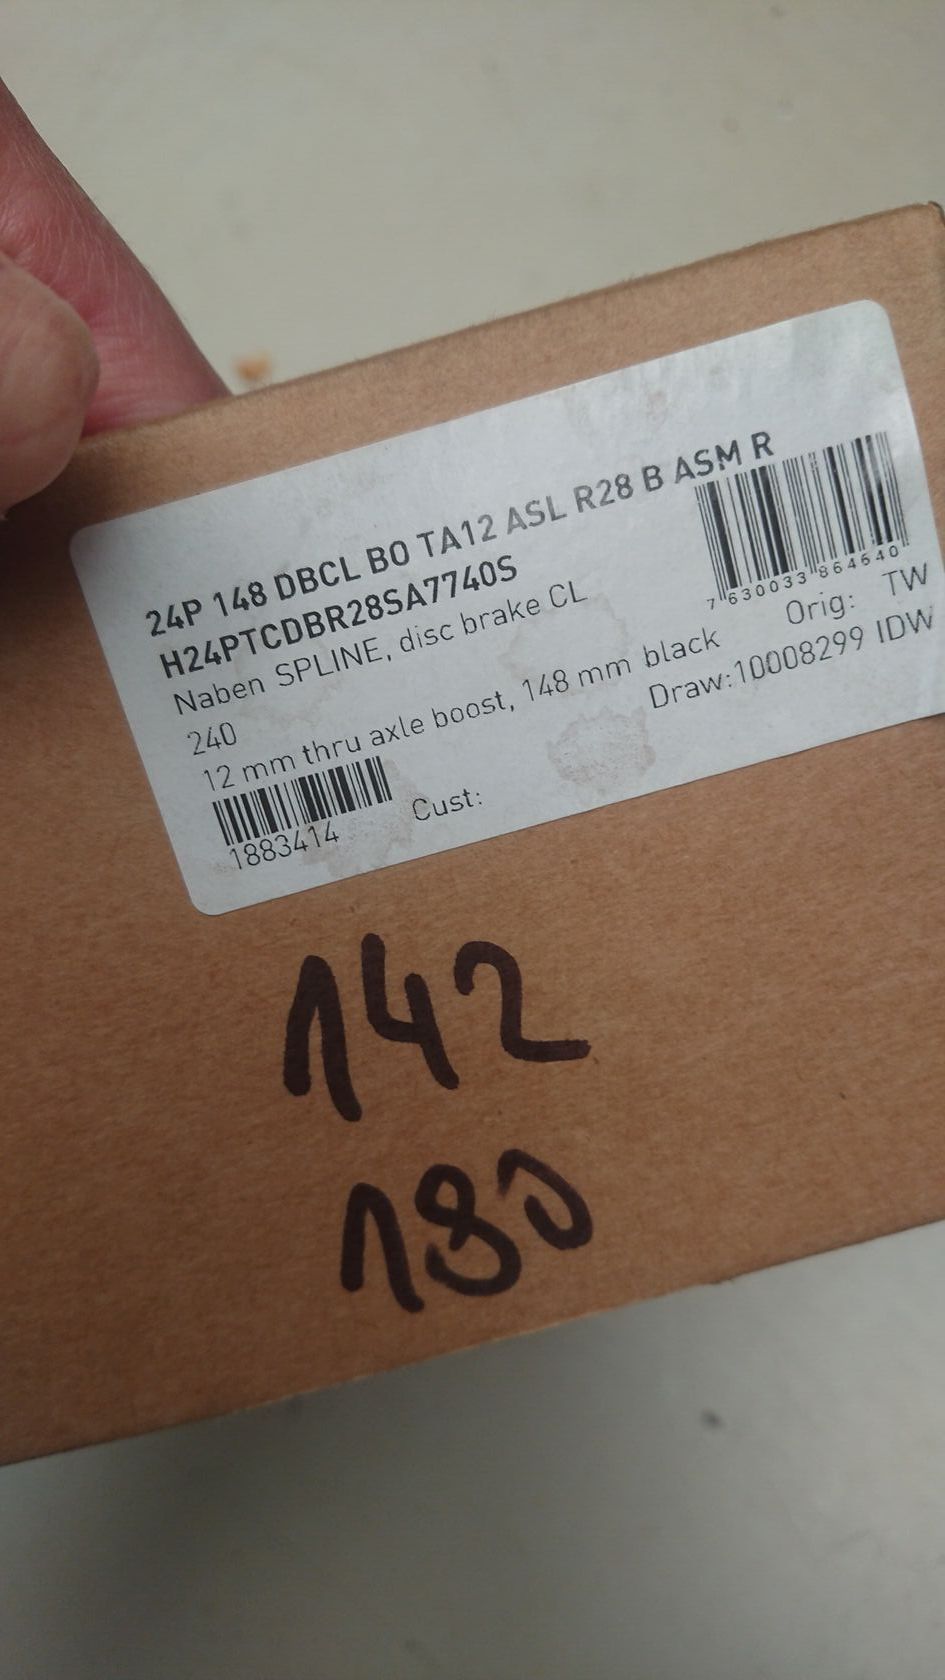 24P 148 DBCL BO TA12 ASL R28 B ASM R
H24PTCDBR28SA7740S
Naben SPLINE, disc brake CL
240
12 mm thru axle boost, 148 mm black
7 630033 864640
Orig: TW
Draw:10008299 IDW
1883414
Cust:
142
180